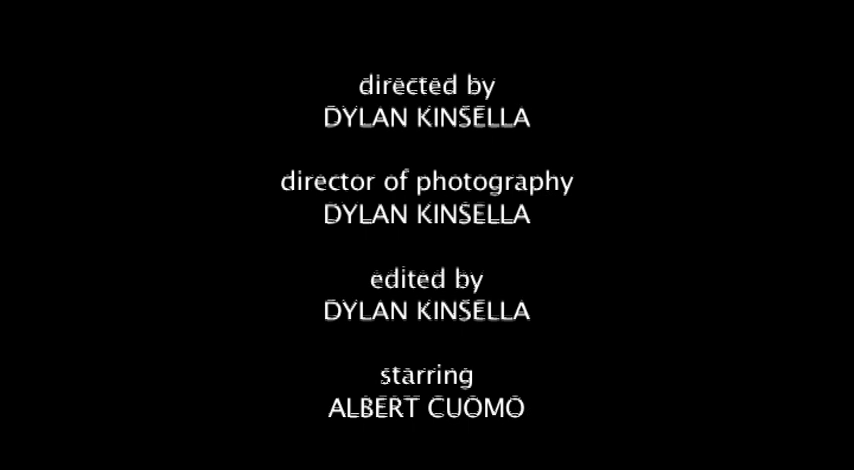 directed by
DYLAN KINSELLA
director of photography
DYLAN KINSELLA
edited by
DYLAN KINSELLA
starring
ALBERT CUOMO